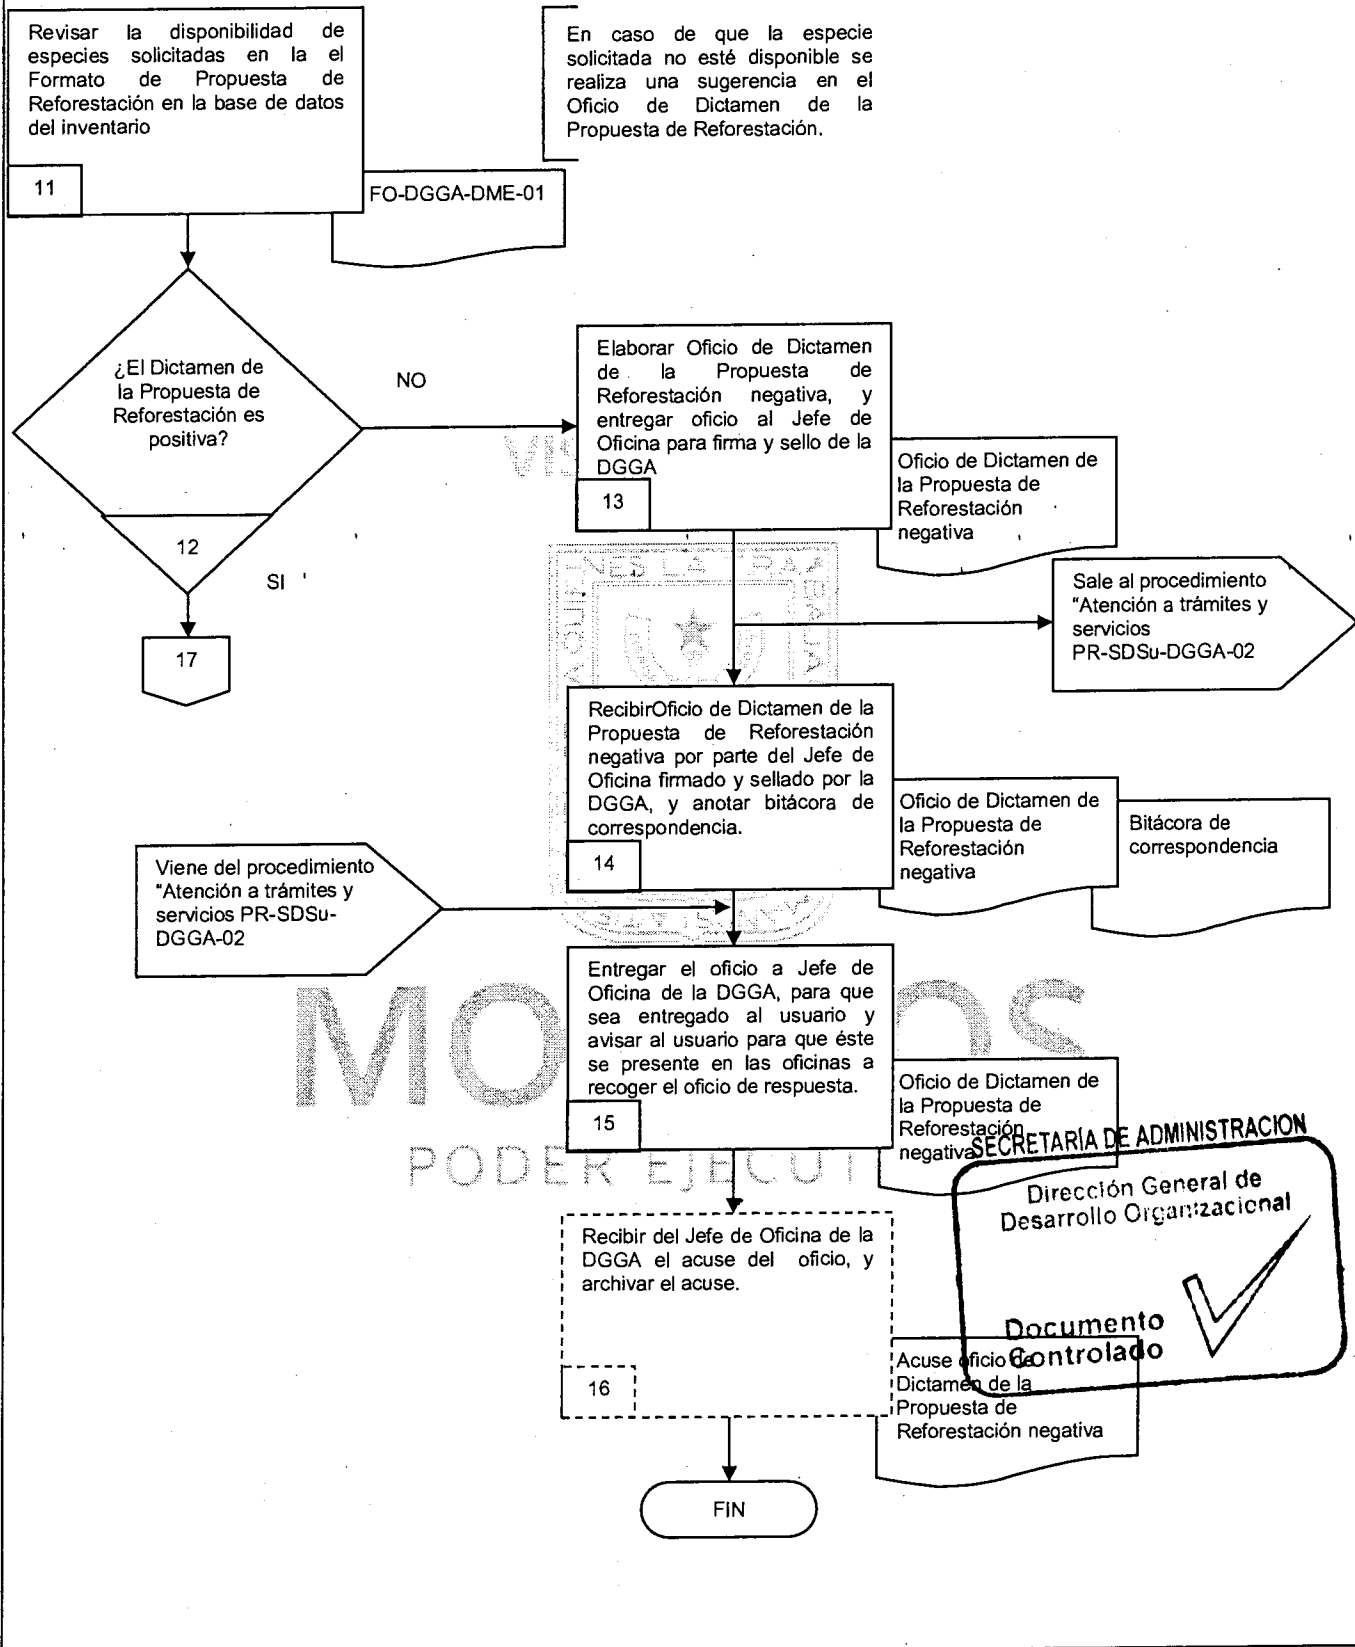 Revisar la disponibilidad de
especies solicitadas en la el
Formato de Propuesta de
Reforestación en la base de datos
del inventario
11
FO-DGGA-DME-01
En caso de que la especie
solicitada no esté disponible se
realiza una sugerencia en el
Oficio de Dictamen de la
Propuesta de Reforestación.
¿El Dictamen de
la Propuesta de
Reforestación es
positiva?
12
NO
SI
17
Elaborar Oficio de Dictamen
de la Propuesta de
Reforestación negativa, y
entregar oficio al Jefe de
Oficina para firma y sello de la
DGGA
13
Oficio de Dictamen de
la Propuesta de
Reforestación
negativa
Sale al procedimiento
"Atención a trámites y
servicios
PR-SDSu-DGGA-02
RecibirOficio de Dictamen de la
Propuesta de Reforestación
negativa por parte del Jefe de
Oficina firmado y sellado por la
DGGA, y anotar bitácora de
correspondencia.
14
Oficio de Dictamen de
la Propuesta de
Reforestación
negativa
Bitácora de
correspondencia
Viene del procedimiento
"Atención a trámites y
servicios PR-SDSu-
DGGA-02
Entregar el oficio a Jefe de
Oficina de la DGGA, para que
sea entregado al usuario y
avisar al usuario para que éste
se presente en las oficinas a
recoger el oficio de respuesta.
15
Oficio de Dictamen de
la Propuesta de
Reforestación
negativa
SECRETARÍA DE ADMINISTRACION
Dirección General de
Desarrollo Organizacional
Documento
Controlado
Recibir del Jefe de Oficina de la
DGGA el acuse del oficio, y
archivar el acuse.
16
Acuse oficio de
Dictamen de la
Propuesta de
Reforestación negativa
FIN
PODER